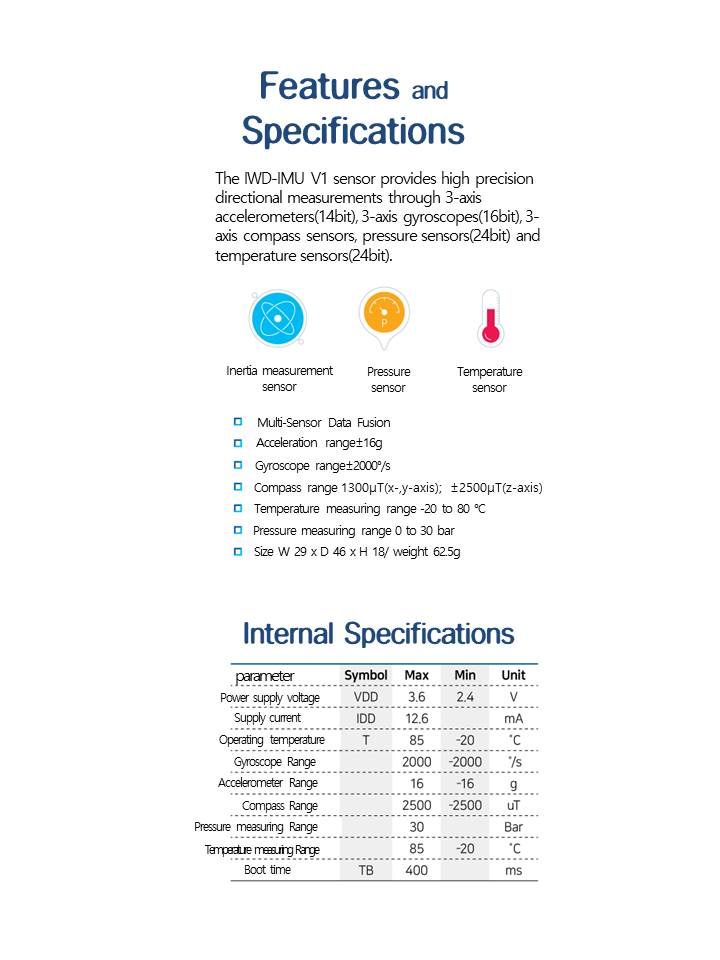 Features and
Specifications
The IWD-IMU V1 sensor provides high precision
directional measurements through 3-axis
accelerometers(14bit), 3-axis gyroscopes(16bit), 3-
axis compass sensors, pressure sensors(24bit) and
temperature sensors(24bit).
P
Inertia measurement sensor
Pressure sensor
Temperature sensor
Multi-Sensor Data Fusion
Acceleration range±16g
Gyroscope range±2000°/s
Compass range 1300μT(x-,y-axis); ±2500μT(z-axis)
Temperature measuring range -20 to 80 ℃
Pressure measuring range 0 to 30 bar
Size W 29 x D 46 x H 18/ weight 62.5g
Internal Specifications
parameter Symbol Max Min Unit
Power supply voltage VDD 3.6 2.4 V
Supply current IDD 12.6 mA
Operating temperature T 85 -20 ˚C
Gyroscope Range 2000 -2000 ˚/s
Accelerometer Range 16 -16 g
Compass Range 2500 -2500 uT
Pressure measuring Range 30 Bar
Temperature measuring Range 85 -20 ˚C
Boot time TB 400 ms